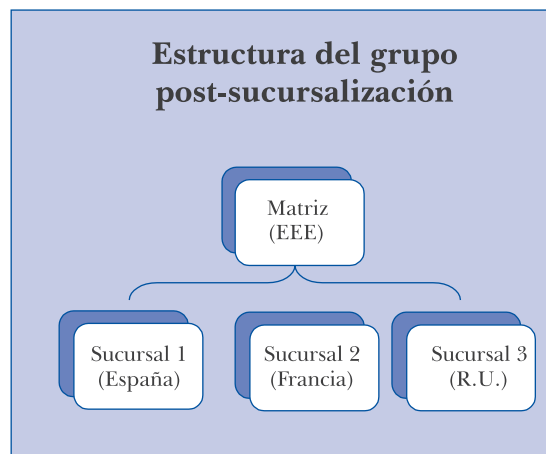 Estructura del grupo
post-sucursalización
Matriz
(EEE)
Sucursal 1
(España)
Sucursal 2
(Francia)
Sucursal 3
(R.U.)